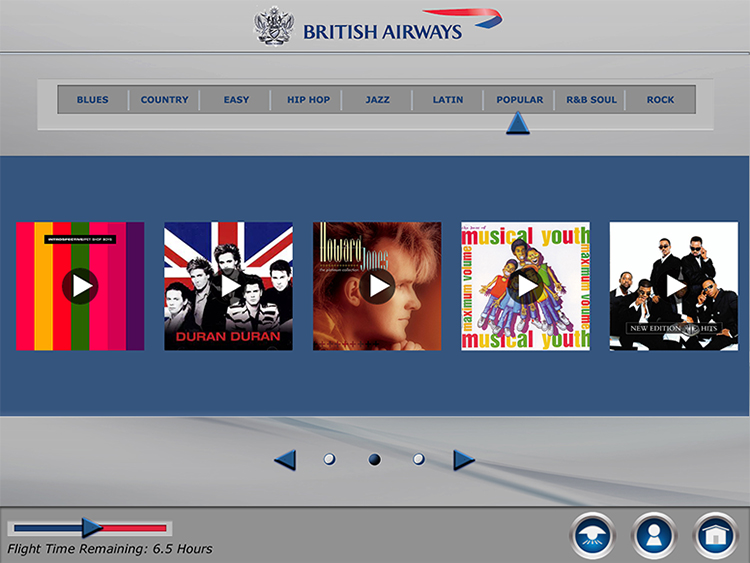 BRITISH AIRWAYS
BLUES COUNTRY EASY HIP HOP JAZZ LATIN POPULAR R&B SOUL ROCK
INTROSPECTIVE PET SHOP BOYS
DURAN DURAN
Howard
Jones
the platinum collection
the best of
musical youth
maximum volume
maximum volume
musical youth
NEW EDITION HITS
Flight Time Remaining: 6.5 Hours